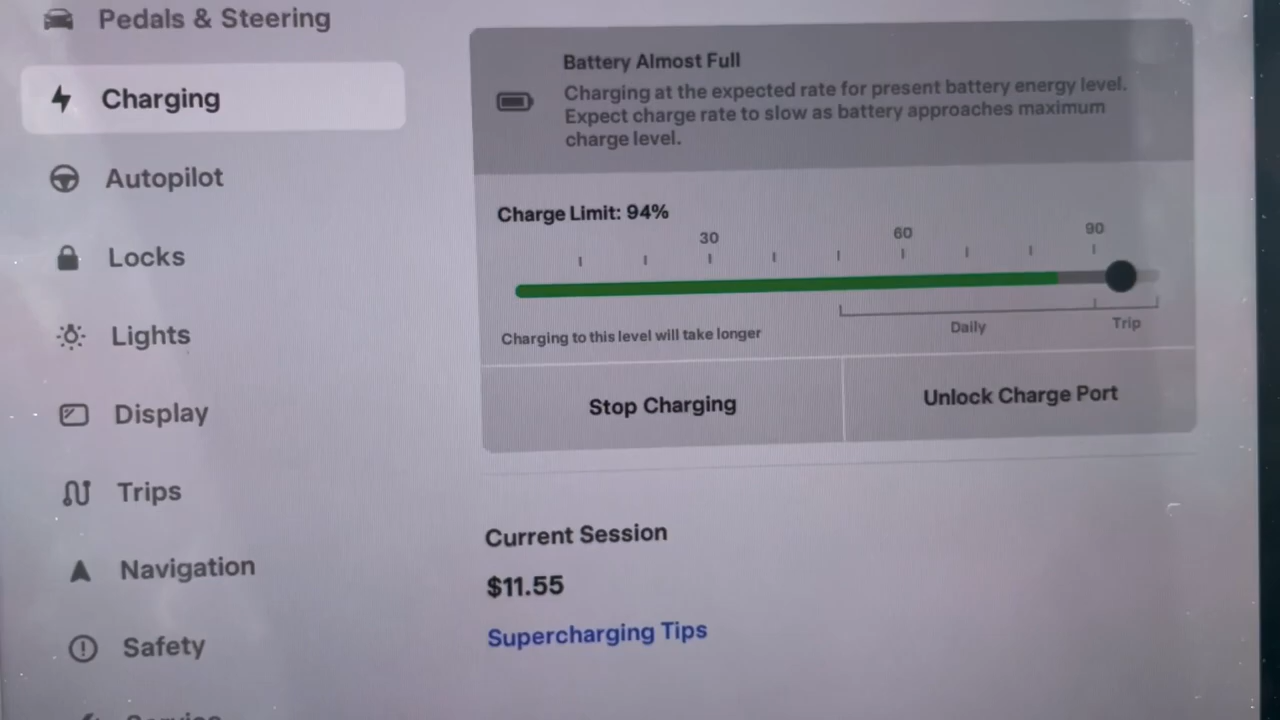 Pedals & Steering
Charging
Autopilot
Locks
Lights
Display
Trips
Navigation
Safety
Service
Battery Almost Full
Charging at the expected rate for present battery energy level.
Expect charge rate to slow as battery approaches maximum
charge level.
Charge Limit: 94%
30 60 90
Charging to this level will take longer
Daily Trip
Stop Charging
Unlock Charge Port
Current Session
$11.55
Supercharging Tips